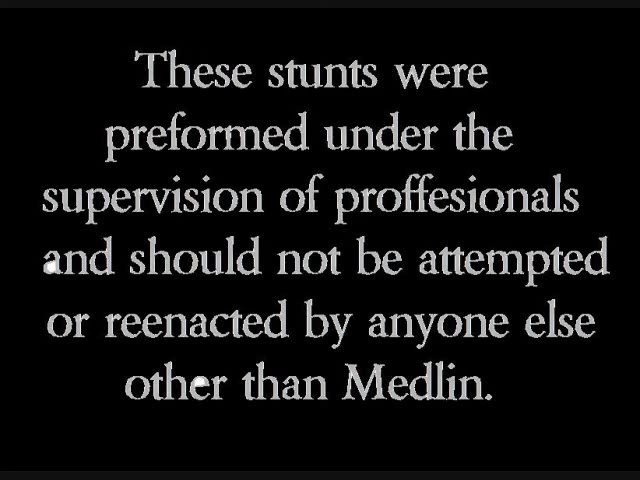 These stunts were
preformed under the
supervision of proffesionals
and should not be attempted
or reenacted by anyone else
other than Medlin.